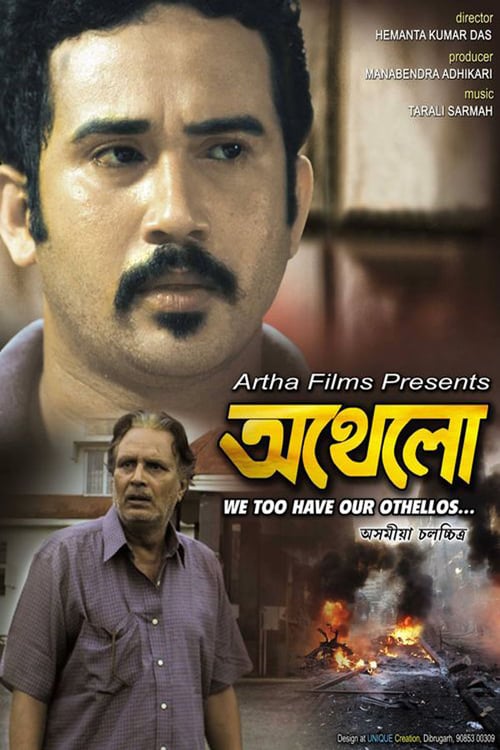 director
HEMANTA KUMAR DAS
producer
MANABENDRA ADHIKARI
music
TARALI SARMAH
Artha Films Presents
অথেলো
WE TOO HAVE OUR OTHELLOS...
অসমীয়া চলচ্চিত্ৰ
Design at UNIQUE Creation, Dibrugarh, 90853 00309